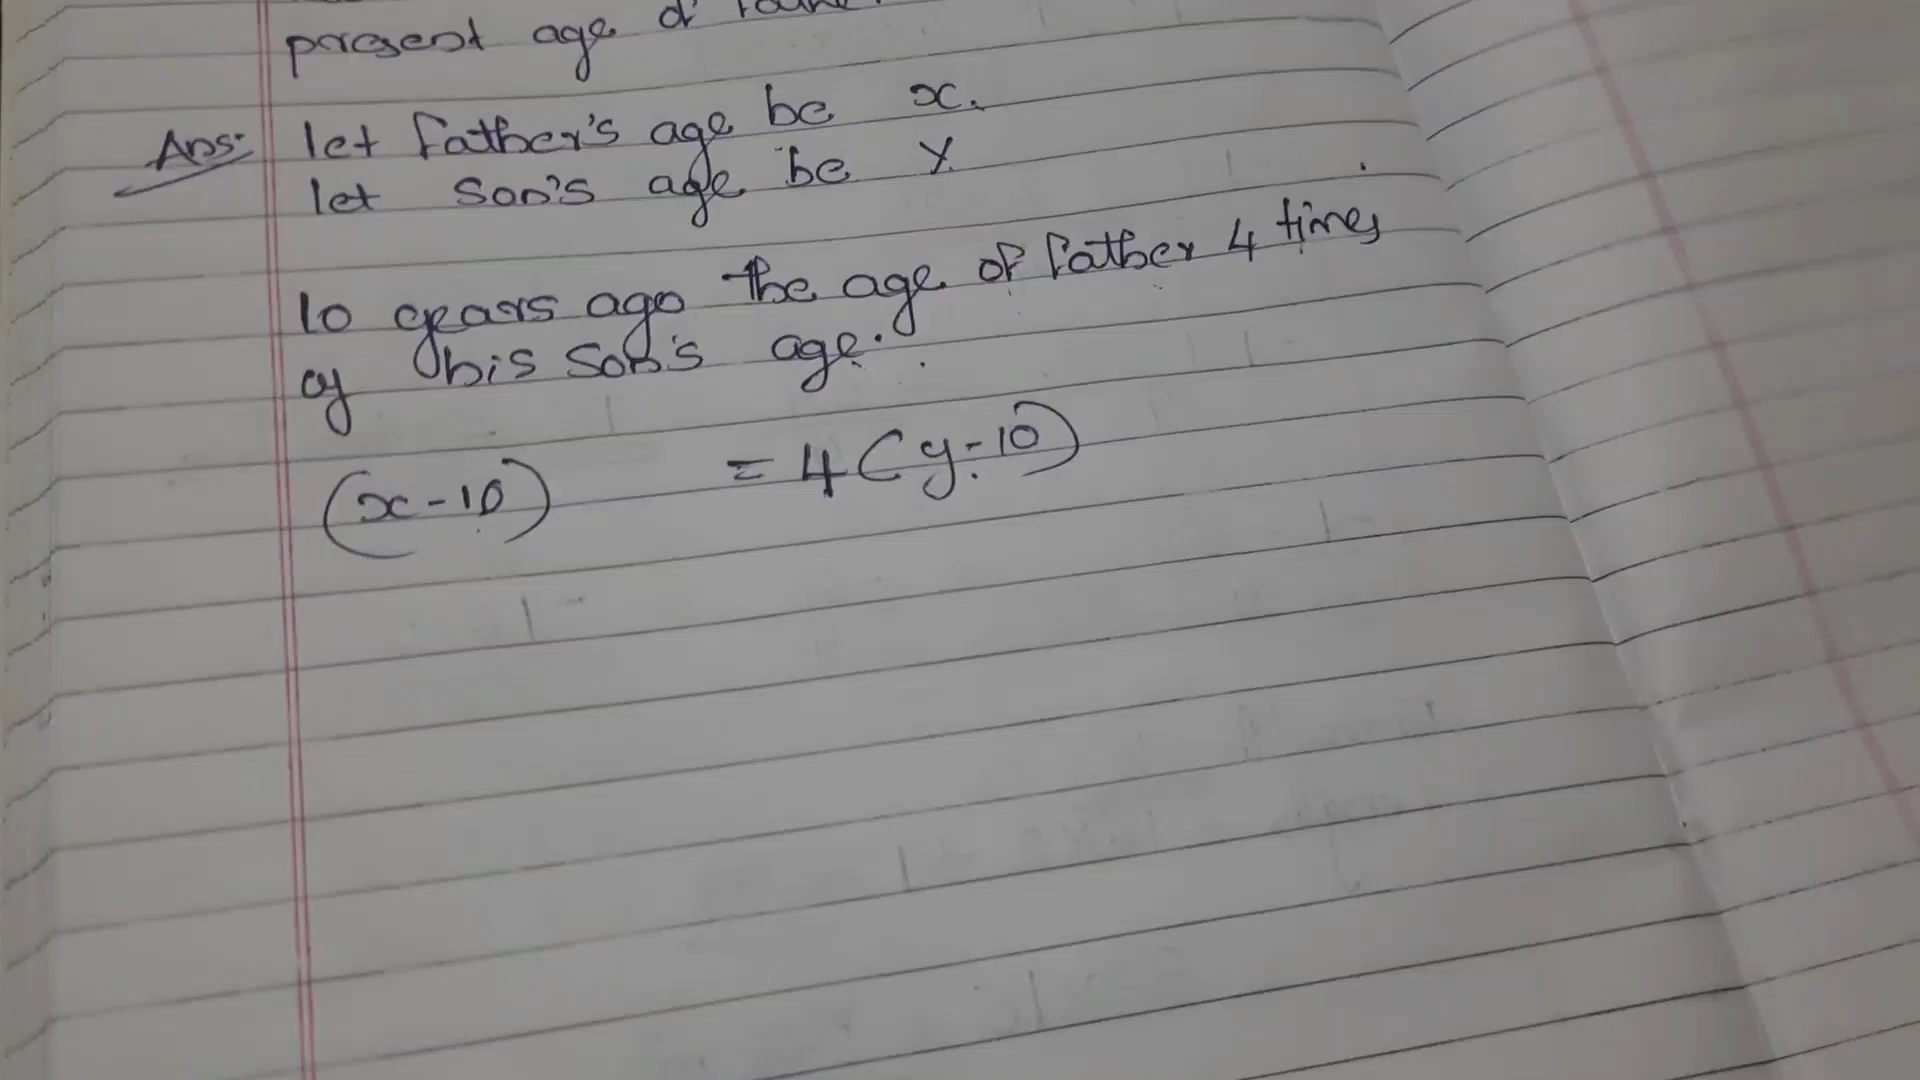 present age of
Ans: let father's age be x.
let son's age be y
10 years ago the age of father 4 times
of his son's age.
(x-10) = 4(y-10)